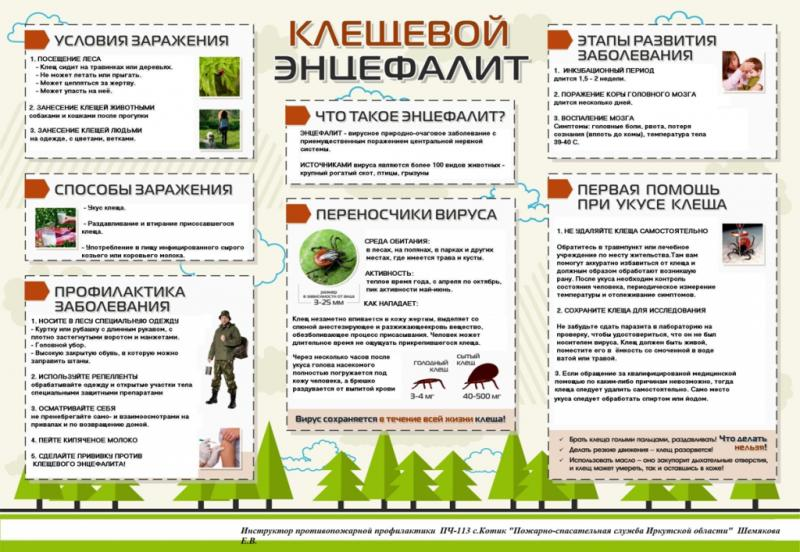 КЛЕЩЕВОЙ
ЭНЦЕФАЛИТ
УСЛОВИЯ ЗАРАЖЕНИЯ
1. ПОСЕЩЕНИЕ ЛЕСА
- Клещ сидит на травинках или деревьях.
- Не может летать или прыгать.
- Может цепляться за жертву.
- Может упасть на неё.
2. ЗАНЕСЕНИЕ КЛЕЩЕЙ ЖИВОТНЫМИ
собаками и кошками после прогулки
3. ЗАНЕСЕНИЕ КЛЕЩЕЙ ЛЮДЬМИ
на одежде, с цветами, ветками.
СПОСОБЫ ЗАРАЖЕНИЯ
- Укус клеща.
- Раздавливание и втирание присосавшегося
клеща.
- Употребление в пищу инфицированного сырого
козьего или коровьего молока.
ПРОФИЛАКТИКА
ЗАБОЛЕВАНИЯ
1. НОСИТЕ В ЛЕСУ СПЕЦИАЛЬНУЮ ОДЕЖДУ
- Куртку или рубашку с длинным рукавом, с
плотно застегнутыми воротом и манжетами.
- Головной убор.
- Высокую закрытую обувь, в которую можно
заправить штаны.
2. ИСПОЛЬЗУЙТЕ РЕПЕЛЛЕНТЫ
обрабатывайте одежду и открытые участки тела
специальными защитными препаратами
3. ОСМАТРИВАЙТЕ СЕБЯ
не пренебрегайте само- и взаимоосмотрами на
привалах и по возвращению домой.
4. ПЕЙТЕ КИПЯЧЕНОЕ МОЛОКО
5. СДЕЛАЙТЕ ПРИВИВКУ ПРОТИВ
КЛЕЩЕВОГО ЭНЦЕФАЛИТА!
ЧТО ТАКОЕ ЭНЦЕФАЛИТ?
ЭНЦЕФАЛИТ - вирусное природно-очаговое заболевание с
приемущественным поражением центральной нервной
системы.
ИСТОЧНИКАМИ вируса являются более 100 видов животных -
крупный рогатый скот, птицы, грызуны
ПЕРЕНОСЧИКИ ВИРУСА
СРЕДА ОБИТАНИЯ:
в лесах, на полянах, в парках и других
местах, где имеется трава и кусты.
АКТИВНОСТЬ:
теплое время года, с апреля по октябрь,
пик активности май-июнь.
размер
в зависимости от вида
3-25 мм
КАК НАПАДАЕТ:
Клещ незаметно впивается в кожу жертвы, выделяет со
слюной анестезирующее и разжижающеекровь вещество,
обезболивающее процесс присасывания. Человек может
длительное время не ощущать прикрепившегося клеща.
Через несколько часов после
укуса голова насекомого
полностью погружается под
кожу человека, а брюшко
раздувается от выпитой крови
ГОЛОДНЫЙ
КЛЕЩ
3-4 мг
СЫТЫЙ
КЛЕЩ
40-500 мг
Вирус сохраняется в течение всей жизни клеща!
ЭТАПЫ РАЗВИТИЯ
ЗАБОЛЕВАНИЯ
1. ИНКУБАЦИОННЫЙ ПЕРИОД
длится 1,5 - 2 недели.
2. ПОРАЖЕНИЕ КОРЫ ГОЛОВНОГО МОЗГА
длится несколько дней.
3. ВОСПАЛЕНИЕ МОЗГА
Симптомы: головные боли, рвота, потеря
сознания (вплоть до комы), температура тела
39-40 С.
ПЕРВАЯ ПОМОЩЬ
ПРИ УКУСЕ КЛЕЩА
1. НЕ УДАЛЯЙТЕ КЛЕЩА САМОСТОЯТЕЛЬНО
Обратитесь в травмпункт или лечебное
учреждение по месту жительства.Там вам
помогут аккуратно избавиться от клеща и
должным образом обработают возникшую
рану. После укуса необходим контроль
состояния человека, периодическое измерение
температуры и отслеживание симптомов.
2. СОХРАНИТЕ КЛЕЩА ДЛЯ ИССЛЕДОВАНИЯ
Не забудьте сдать паразита в лабораторию на
проверку, чтобы удостовериться, что он не был
носителем вируса. Клещ должен быть живой,
поместите его в ёмкость со смоченной в воде
ватой или травой.
3. Если обращение за квалифицированной медицинской
помощью по каким-либо причинам невозможно, тогда
клеща следует удалить самостоятельно. Само место
укуса следует обработать спиртом или йодом.
Что делать
нельзя!
Брать клеща голыми пальцами, раздавливать!
Делать резкие движения – клещ разорвется!
Использовать масло – оно закупорит дыхательные отверстия,
и клещ может умереть, так и оставшись в коже!
Инструктор противопожарной профилактики ПЧ-113 с.Котик "Пожарно-спасательная служба Иркутской области" Шемякова
Е.В.